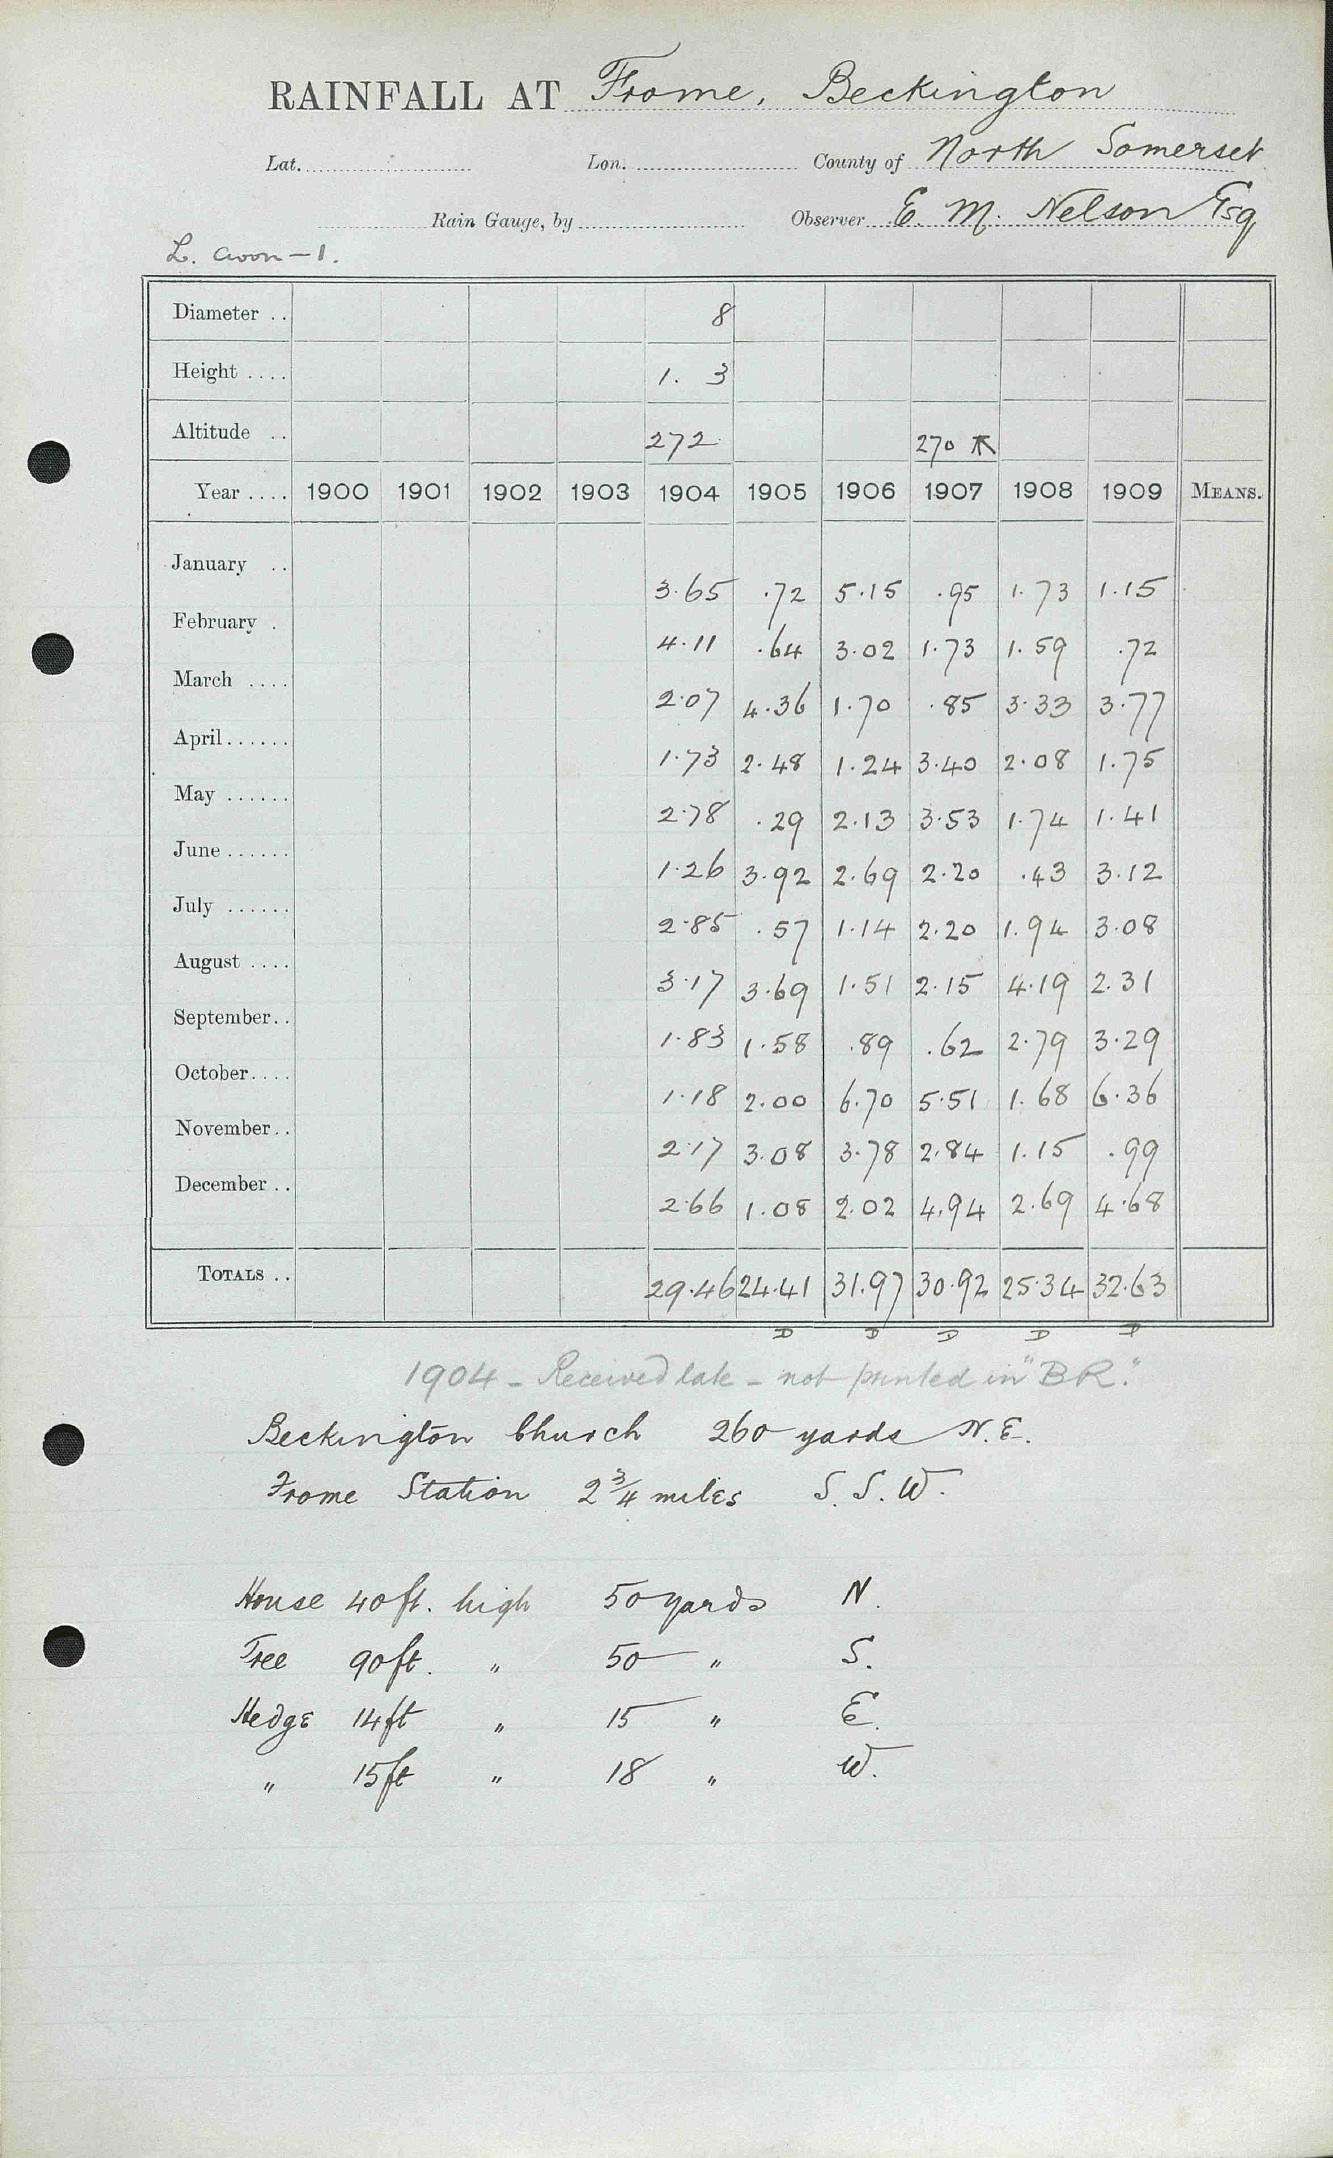 RAINFALL AT Frome, Beckington
Lat. Lon. County of North Somerset
Rain Gauge, by Observer E. M. Nelson Esq
L. Avon – 1.
Diameter .. 8
Height .... 1. 3
Altitude .. 272 270
Year .... 1900 1901 1902 1903 1904 1905 1906 1907 1908 1909 MEANS.
January .. 3.65 .72 5.15 .95 1.73 1.15
February . 4.11 .64 3.02 1.73 1.59 .72
March .... 2.07 4.36 1.70 .85 3.33 3.77
April...... 1.73 2.48 1.24 3.40 2.08 1.75
May ...... 2.78 .29 2.13 3.53 1.74 1.41
June...... 1.26 3.92 2.69 2.20 .43 3.12
July ...... 2.85 .57 1.14 2.20 1.94 3.08
August .... 3.17 3.69 1.51 2.15 4.19 2.31
September.. 1.83 1.58 .89 .62 2.79 3.29
October.... 1.18 2.00 6.70 5.51 1.68 6.36
November.. 2.17 3.08 3.78 2.84 1.15 .99
December .. 2.66 1.08 2.02 4.94 2.69 4.68
TOTALS .. 29.46 24.41 31.97 30.92 25.34 32.63
D D D D D
1904 – Received late – not printed in "B R".
Beckington Church 260 yards N.E.
Frome Station 2 3/4 miles S. S. W.
House 40ft. high 50 yards N.
Tree 90ft. " 50 " S.
Hedge 14ft " 15 " E.
" 15ft " 18 " W.